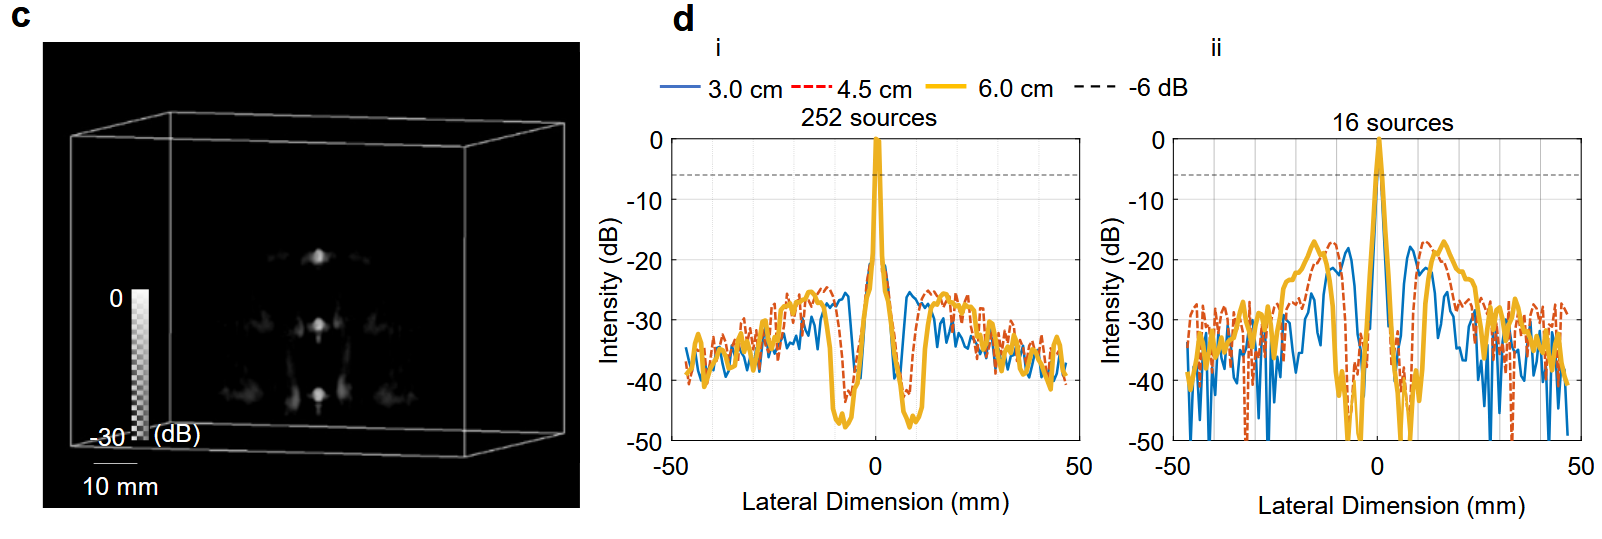 c
0
-30 (dB)
10 mm
d
i
ii
3.0 cm 4.5 cm 6.0 cm -6 dB
252 sources
0
-10
-20
-30
-40
-50
Intensity (dB)
-50 0 50
Lateral Dimension (mm)
16 sources
0
-10
-20
-30
-40
-50
Intensity (dB)
-50 0 50
Lateral Dimension (mm)